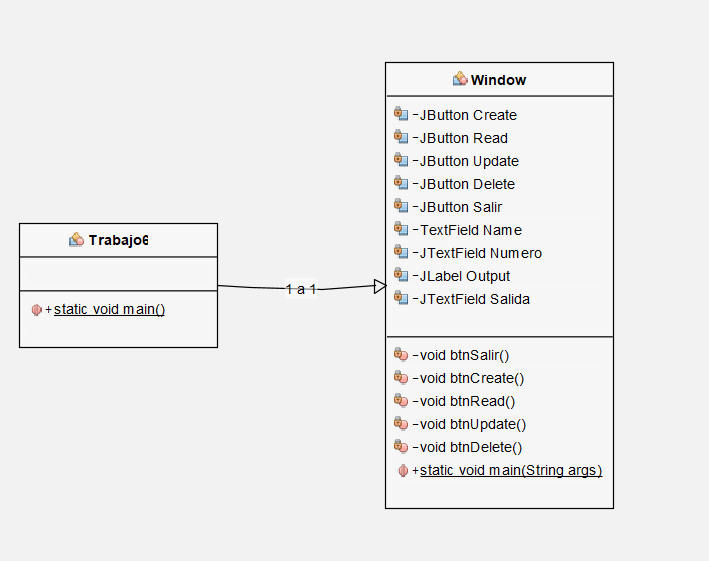 Trabajo6
+static void main()
1 a 1
Window
-JButton Create
-JButton Read
-JButton Update
-JButton Delete
-JButton Salir
-TextField Name
-JTextField Numero
-JLabel Output
-JTextField Salida
-void btnSalir()
-void btnCreate()
-void btnRead()
-void btnUpdate()
-void btnDelete()
+static void main(String args)